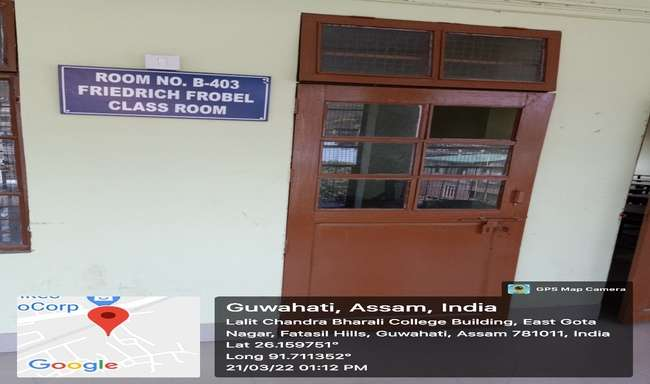 ROOM NO. B-403
FRIEDRICH FROBEL
CLASS ROOM
GPS Map Camera
oCorp
Google
Guwahati, Assam, India
Lalit Chandra Bharali College Building, East Gota
Nagar, Fatasil Hills, Guwahati, Assam 781011, India
Lat 26.159751°
Long 91.711352°
21/03/22 01:12 PM